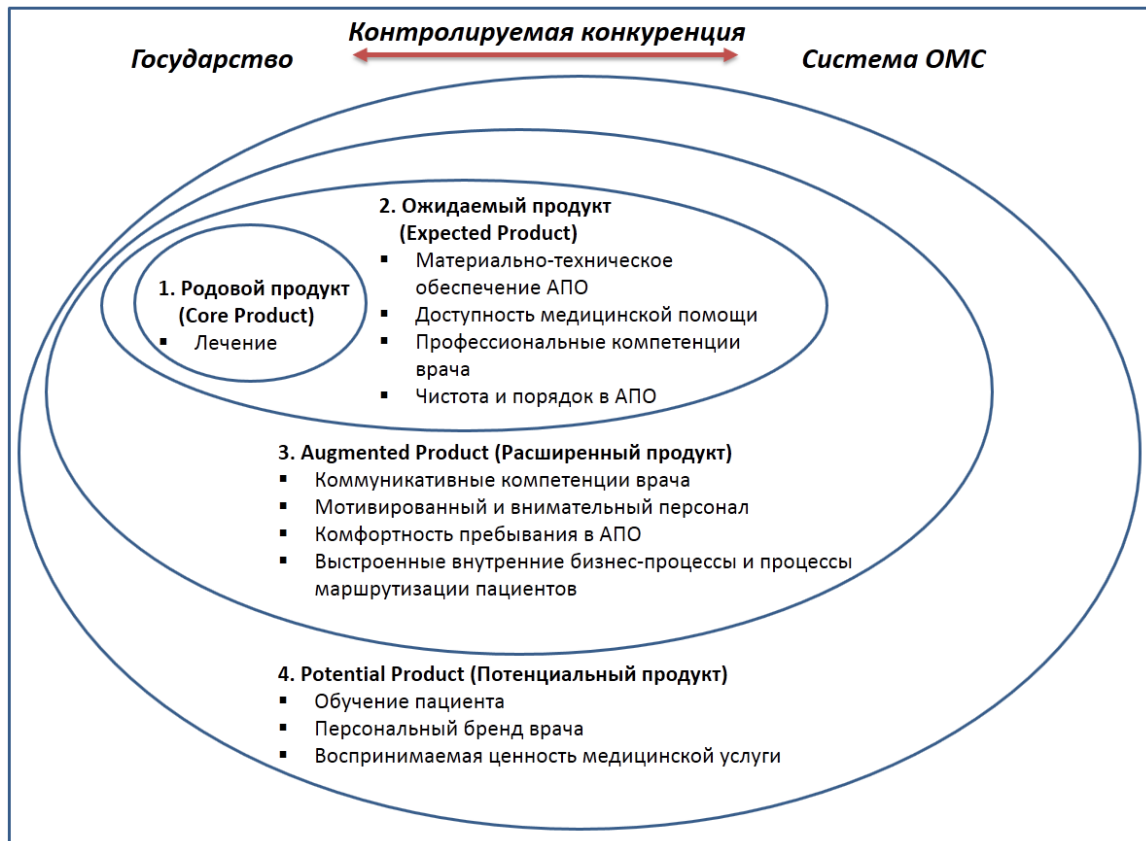 Контролируемая конкуренция
Государство
Система ОМС
2. Ожидаемый продукт
(Expected Product)
▪ Материально-техническое
обеспечение АПО
▪ Доступность медицинской помощи
▪ Профессиональные компетенции
врача
▪ Чистота и порядок в АПО
1. Родовой продукт
(Core Product)
▪ Лечение
3. Augmented Product (Расширенный продукт)
▪ Коммуникативные компетенции врача
▪ Мотивированный и внимательный персонал
▪ Комфортность пребывания в АПО
▪ Выстроенные внутренние бизнес-процессы и процессы
маршрутизации пациентов
4. Potential Product (Потенциальный продукт)
▪ Обучение пациента
▪ Персональный бренд врача
▪ Воспринимаемая ценность медицинской услуги